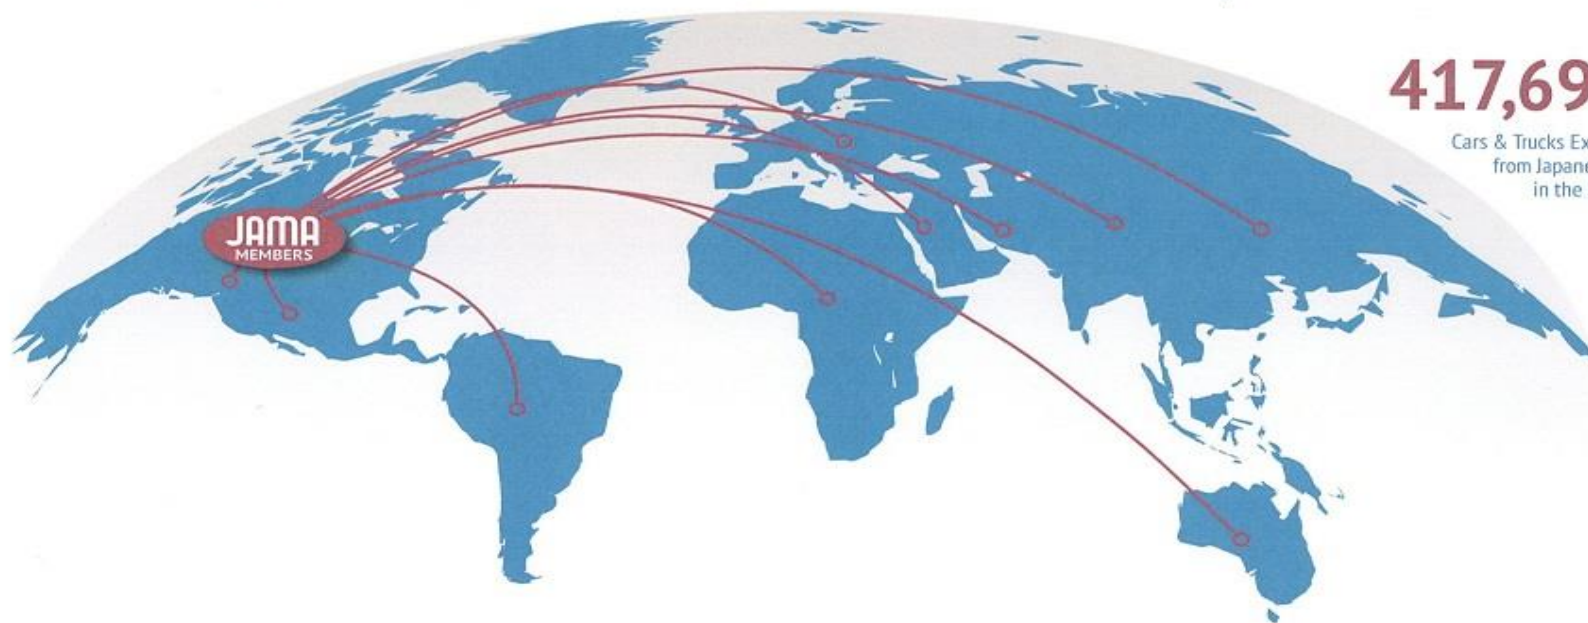 JAMA
MEMBERS
417,69
Cars & Trucks Ex
from Japane
in the